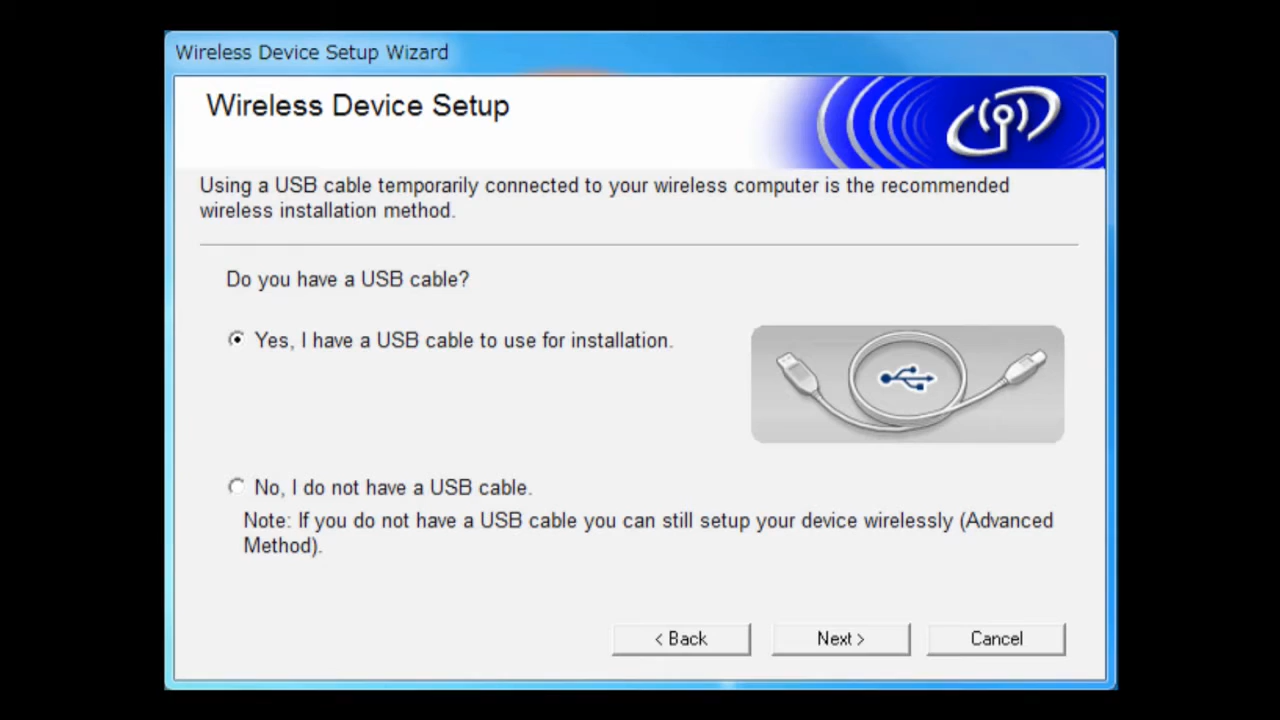 Wireless Device Setup Wizard
Wireless Device Setup
Using a USB cable temporarily connected to your wireless computer is the recommended
wireless installation method.
Do you have a USB cable?
Yes, I have a USB cable to use for installation.
No, I do not have a USB cable.
Note: If you do not have a USB cable you can still setup your device wirelessly (Advanced
Method).
< Back
Next >
Cancel